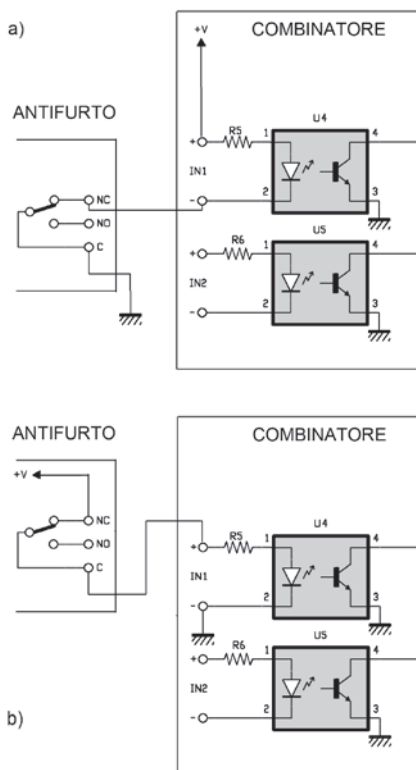 a)
COMBINATORE
+V
ANTIFURTO
U4
+
R5
1
4
IN1
NC
-
2
3
NO
U5
+
R6
1
4
C
IN2
-
2
3
ANTIFURTO
COMBINATORE
+V
U4
NC
+
R5
1
4
NO
IN1
C
-
2
3
U5
+
R6
1
4
IN2
-
2
3
b)